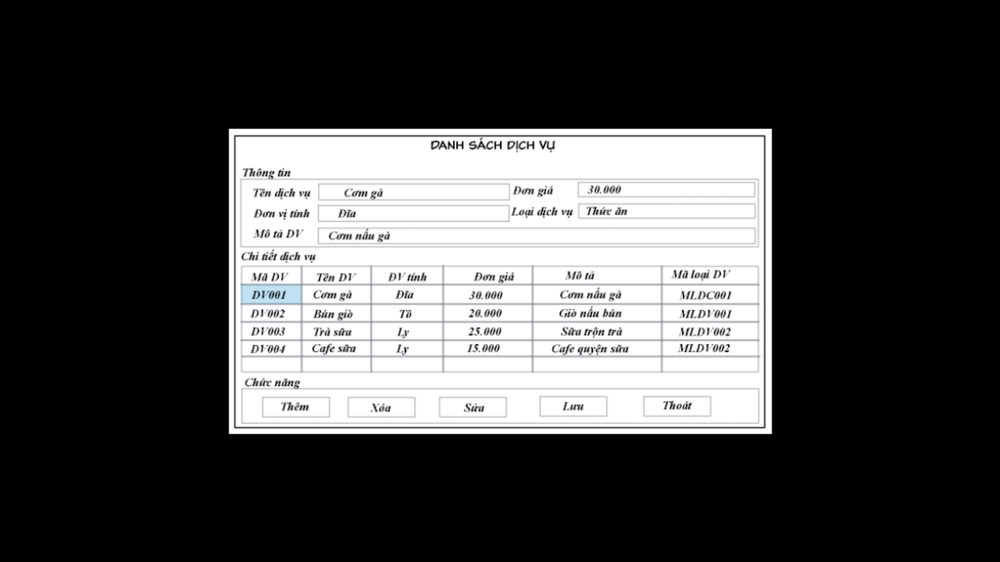 DANH SÁCH DỊCH VỤ
Thông tin
Tên dịch vụ Cơm gà Đơn giá 30.000
Đơn vị tính Đĩa Loại dịch vụ Thức ăn
Mô tả DV Cơm nấu gà
Chi tiết dịch vụ
Mã DV Tên DV ĐV tính Đơn giá Mô tả Mã loại DV
DV001 Cơm gà Đĩa 30.000 Cơm nấu gà MLDC001
DV002 Bún giò Tô 20.000 Giò nấu bún MLDV001
DV003 Trà sữa Ly 25.000 Sữa trộn trà MLDV002
DV004 Cafe sữa Ly 15.000 Cafe quyện sữa MLDV002
Chức năng
Thêm Xóa Sửa Lưu Thoát